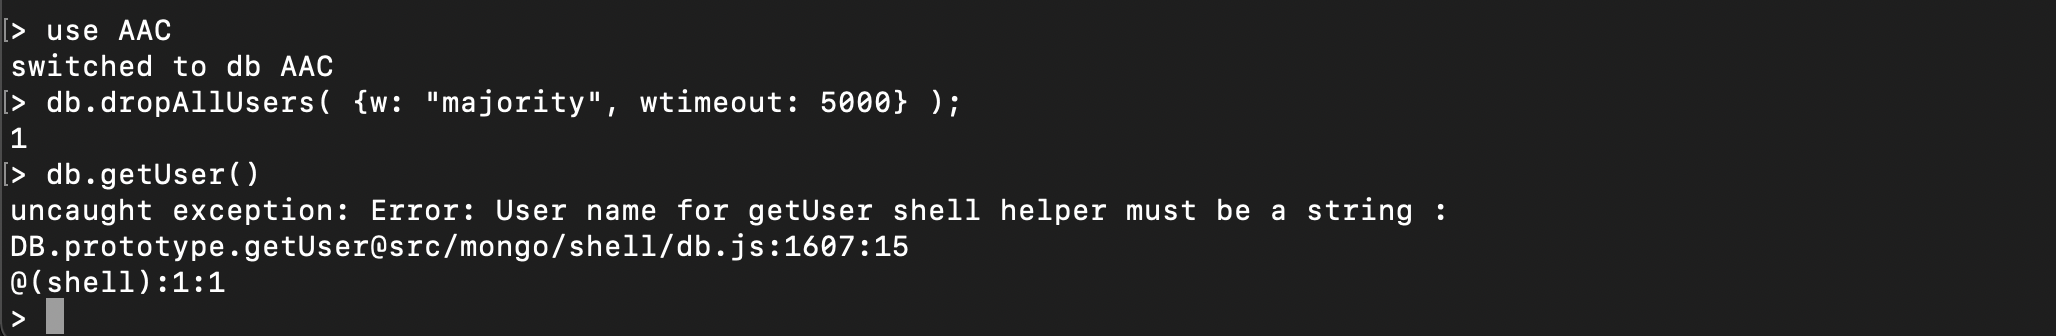 [> use AAC
switched to db AAC
[> db.dropAllUsers( {w: "majority", wtimeout: 5000} );
1
[> db.getUser()
uncaught exception: Error: User name for getUser shell helper must be a string :
DB.prototype.getUser@src/mongo/shell/db.js:1607:15
@(shell):1:1
>